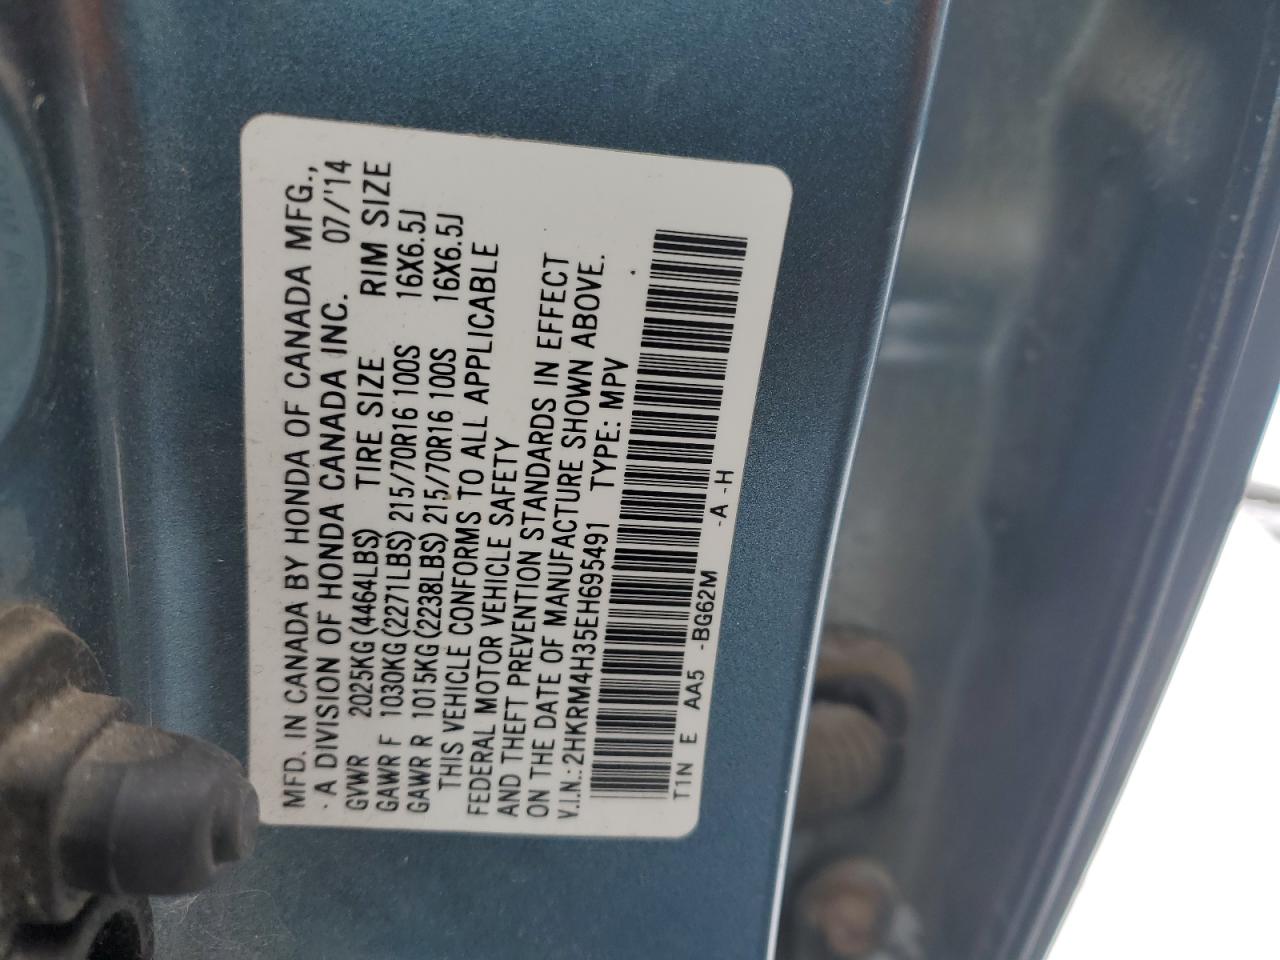 MFD. IN CANADA BY HONDA OF CANADA MFG.,
· A DIVISION OF HONDA CANADA INC. 07/'14
GVWR 2025KG(4464LBS) TIRE SIZE RIM SIZE
GAWR F 1030KG(2271LBS) 215/70R16 100S 16X6.5J
GAWR R 1015KG(2238LBS) 215/70R16 100S 16X6.5J
THIS VEHICLE CONFORMS TO ALL APPLICABLE
FEDERAL MOTOR VEHICLE SAFETY
AND THEFT PREVENTION STANDARDS IN EFFECT
ON THE DATE OF MANUFACTURE SHOWN ABOVE.
V.I.N.:2HKRM4H35EH695491 TYPE: MPV
T1N E AA5 -BG62M -A -H